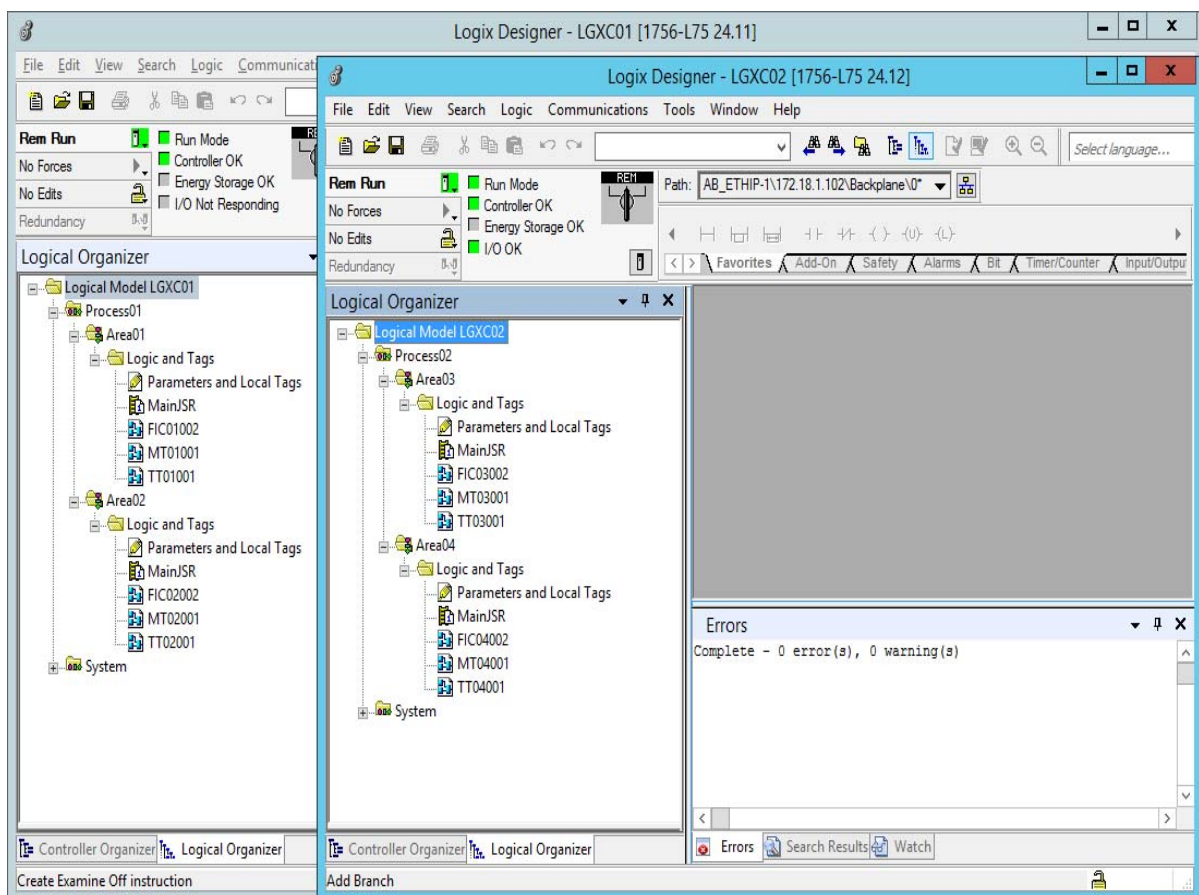 Logix Designer - LGXC01 [1756-L75 24.11]
File Edit View Search Logic
Rem Run
Run Mode
No Forces
Controller OK
No Edits
Energy Storage OK
Redundancy
I/O Not Responding
Logical Organizer
Logical Model LGXC01
Process01
Area01
Logic and Tags
Parameters and Local Tags
MainJSR
FIC01002
MT01001
TT01001
Area02
Logic and Tags
Parameters and Local Tags
MainJSR
FIC02002
MT02001
TT02001
System
Controller Organizer Logical Organizer
Create Examine Off instruction
Logix Designer - LGXC02 [1756-L75 24.12]
File Edit View Search Logic Communications Tools Window Help
Select language...
Rem Run
Run Mode
REM
Path: AB_ETHIP-1\172.18.1.102\Backplane\0*
No Forces
Controller OK
No Edits
Energy Storage OK
Redundancy
I/O OK
Favorites Add-On Safety Alarms Bit Timer/Counter Input/Output
Logical Organizer
Logical Model LGXC02
Process02
Area03
Logic and Tags
Parameters and Local Tags
MainJSR
FIC03002
MT03001
TT03001
Area04
Logic and Tags
Parameters and Local Tags
MainJSR
FIC04002
MT04001
TT04001
System
Controller Organizer Logical Organizer
Errors
Complete - 0 error(s), 0 warning(s)
Errors Search Results Watch
Add Branch